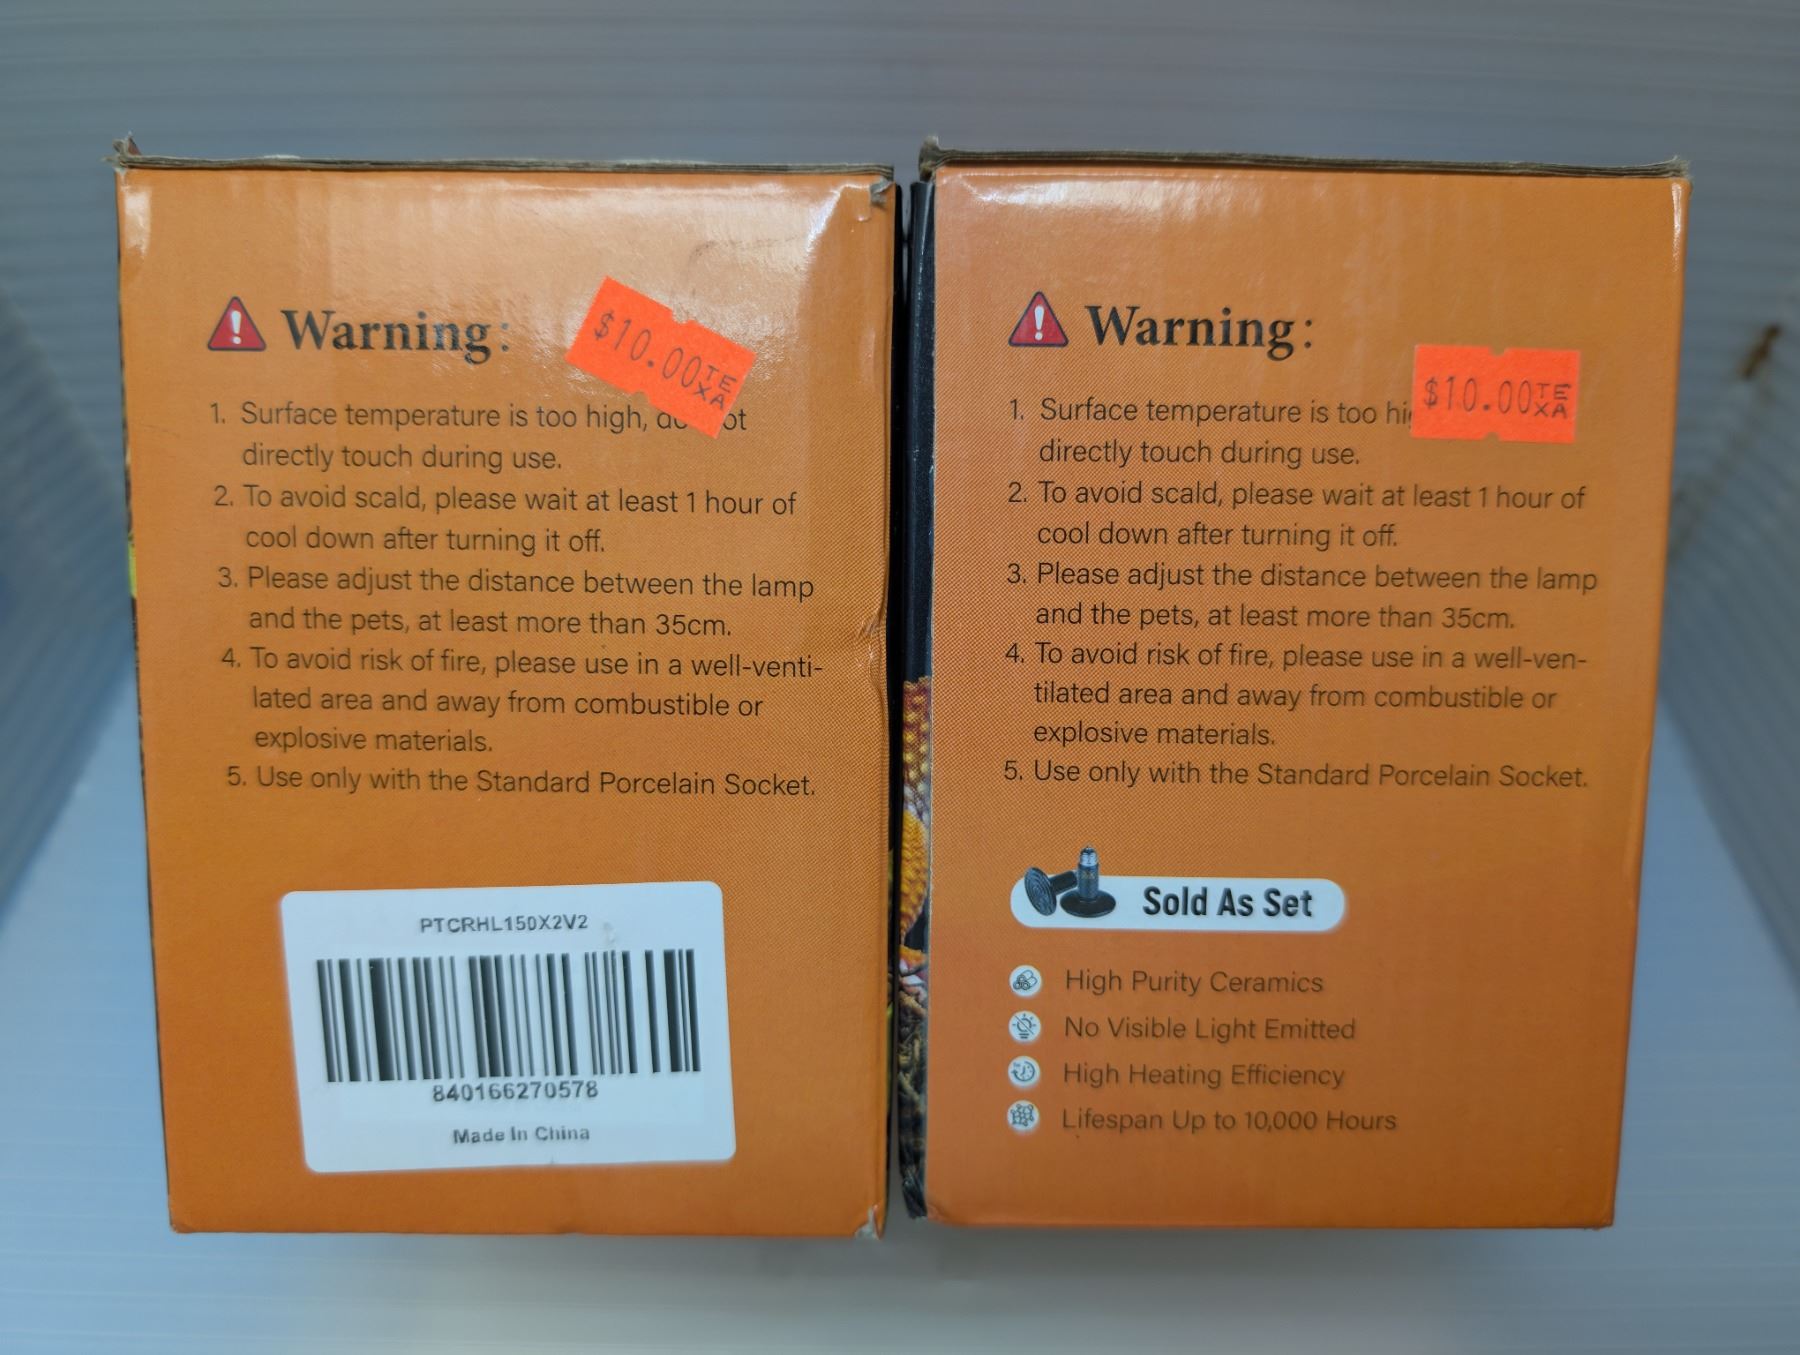 Warning:
$10.00 TE
XA
1. Surface temperature is too high, ot
directly touch during use.
2. To avoid scald, please wait at least 1 hour of
cool down after turning it off.
3. Please adjust the distance between the lamp
and the pets, at least more than 35cm.
4. To avoid risk of fire, please use in a well-venti-
lated area and away from combustible or
explosive materials.
5. Use only with the Standard Porcelain Socket.
PTCRHL150X2V2
840166270578
Made In China
Warning:
$10.00 TE
XA
1. Surface temperature is too
directly touch during use.
2. To avoid scald, please wait at least 1 hour of
cool down after turning it off.
3. Please adjust the distance between the lamp
and the pets, at least more than 35cm.
4. To avoid risk of fire, please use in a well-ven-
tilated area and away from combustible or
explosive materials.
5. Use only with the Standard Porcelain Socket.
Sold As Set
High Purity Ceramics
No Visible Light Emitted
High Heating Efficiency
Lifespan Up to 10,000 Hours